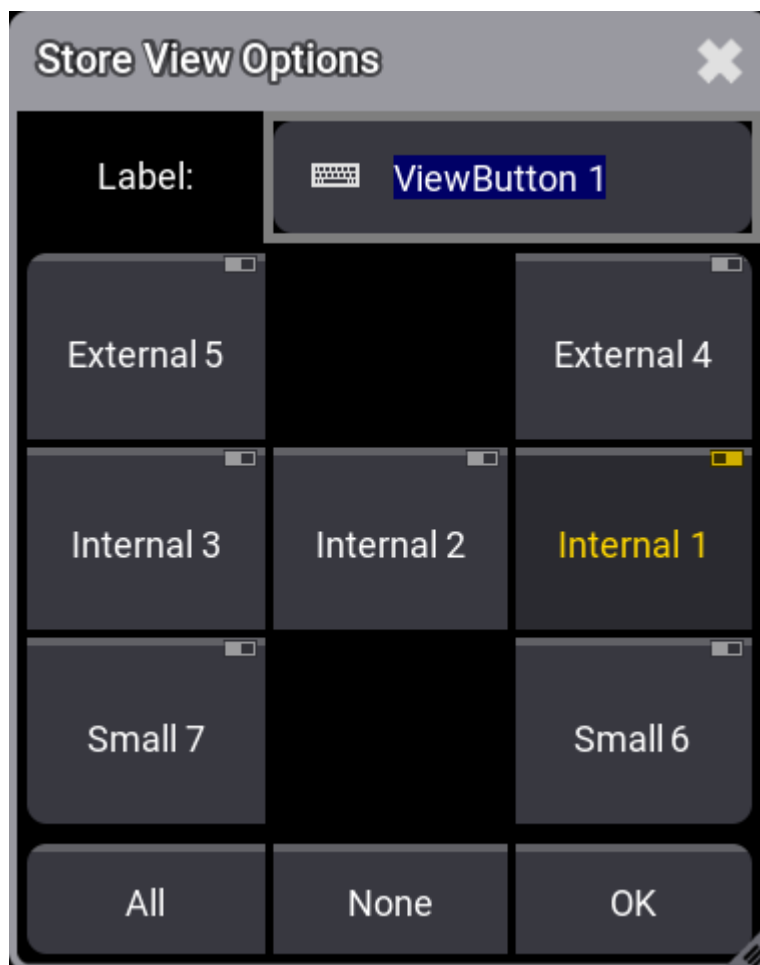 Store View Options
Label:
ViewButton 1
External 5
External 4
Internal 3
Internal 2
Internal 1
Small 7
Small 6
All
None
OK